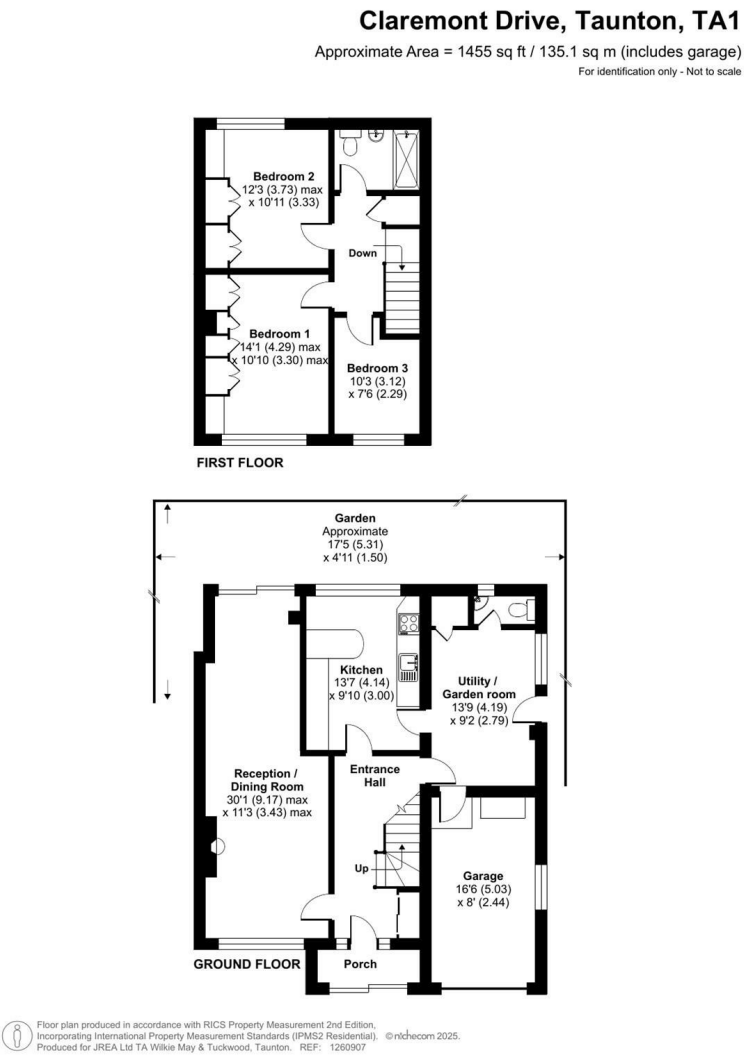 Claremont Drive, Taunton, TA1
Approximate Area = 1455 sq ft / 135.1 sq m (includes garage)
For identification only - Not to scale
Bedroom 2
12'3 (3.73) max
x 10'11 (3.33)
Down
Bedroom 1
14'1 (4.29) max
x 10'10 (3.30) max
Bedroom 3
10'3 (3.12)
x 7'6 (2.29)
FIRST FLOOR
Garden
Approximate
17'5 (5.31)
x 4'11 (1.50)
Kitchen
13'7 (4.14)
x 9'10 (3.00)
Utility /
Garden room
13'9 (4.19)
x 9'2 (2.79)
Reception /
Dining Room
30'1 (9.17) max
x 11'3 (3.43) max
Entrance
Hall
Up
Garage
16'6 (5.03)
x 8' (2.44)
GROUND FLOOR
Porch
Floor plan produced in accordance with RICS Property Measurement 2nd Edition,
Incorporating International Property Measurement Standards (IPMS2 Residential). © nichecom 2025.
Produced for JREA Ltd TA Wilkie May & Tuckwood, Taunton. REF: 1260907